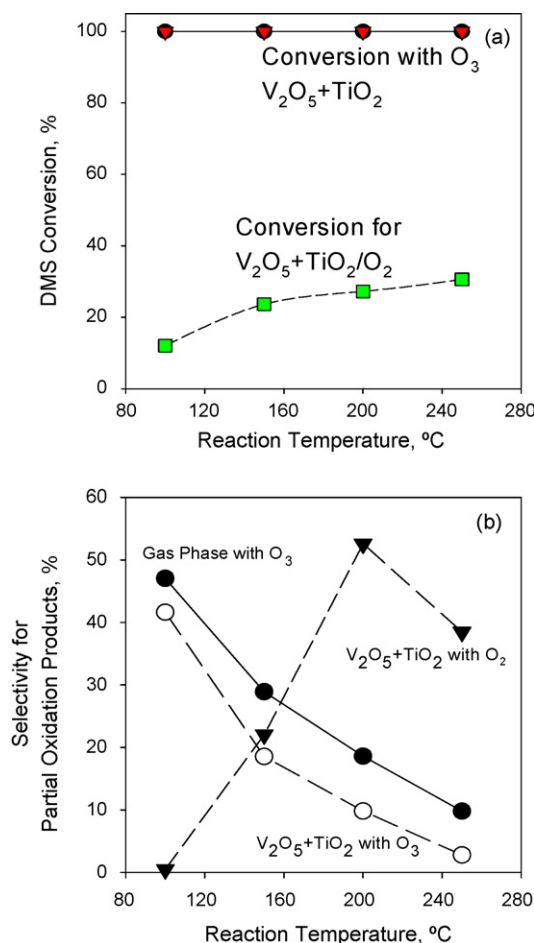 (a)
100
80
60
40
20
0
DMS Conversion, %
Conversion with O₃
V₂O₅+TiO₂
Conversion for
V₂O₅+TiO₂/O₂
80 120 160 200 240 280
Reaction Temperature, ºC
(b)
60
50
40
30
20
10
0
Selectivity for
Partial Oxidation Products, %
Gas Phase with O₃
V₂O₅+TiO₂ with O₂
V₂O₅+TiO₂ with O₃
80 120 160 200 240 280
Reaction Temperature, ºC